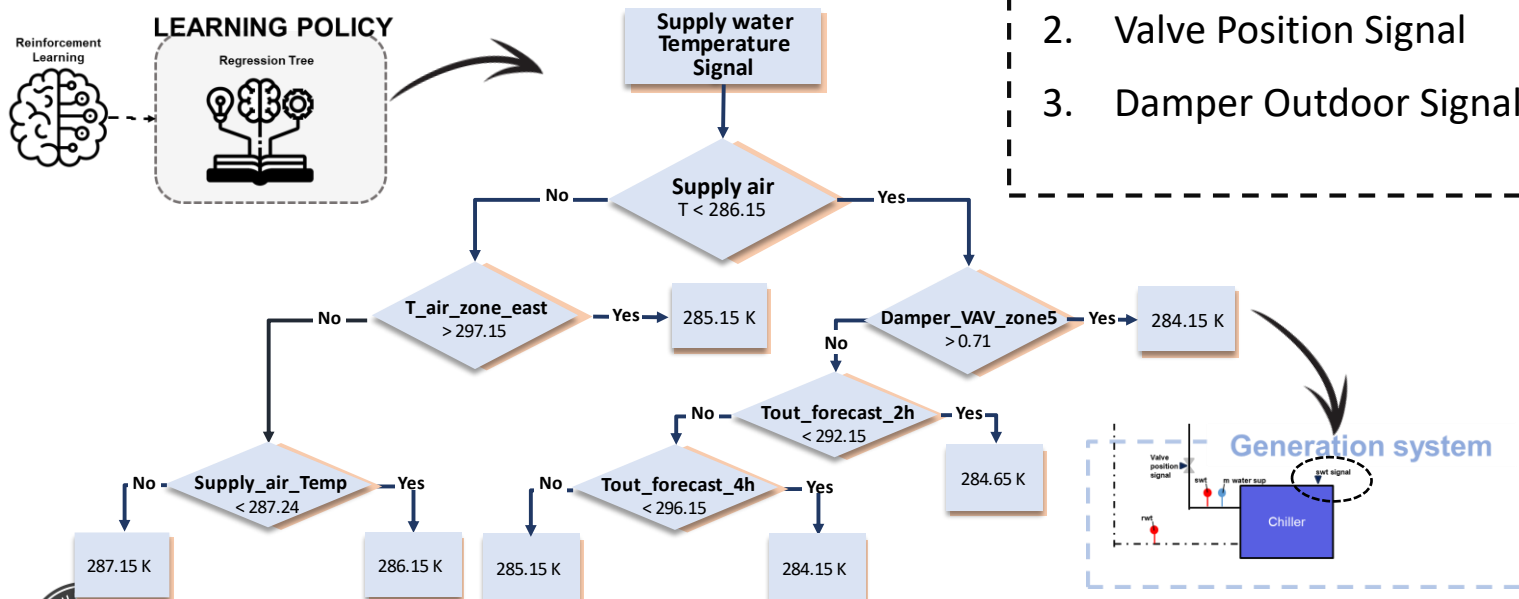 LEARNING POLICY
Reinforcement
Learning
Regression Tree
Supply water
Temperature
Signal
2. Valve Position Signal
3. Damper Outdoor Signal
Supply air
T < 286.15
No
Yes
T_air_zone_east
> 297.15
No
Yes
285.15 K
Damper_VAV_zone5
> 0.71
Yes
284.15 K
No
Tout_forecast_2h
< 292.15
No
Yes
284.65 K
Supply_air_Temp
< 287.24
No
Yes
Tout_forecast_4h
< 296.15
No
Yes
287.15 K
286.15 K
285.15 K
284.15 K
Generation system
Valve
position
signal
swt
m water sup
swt signal
rwt
Chiller